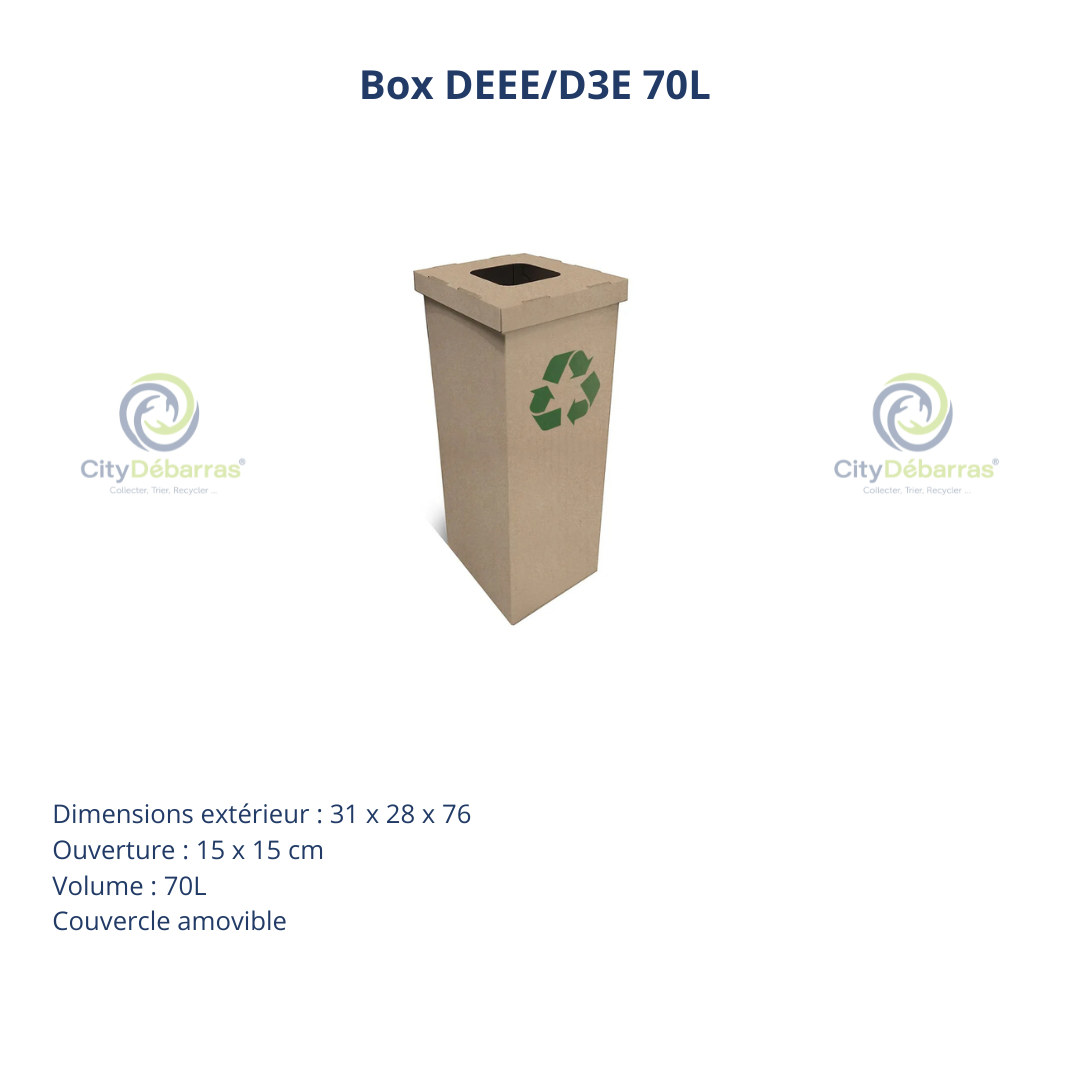 Box DEEE/D3E 70L
CityDébarras®
Collecter, Trier, Recycler ...
CityDébarras®
Collecter, Trier, Recycler ...
Dimensions extérieur : 31 x 28 x 76
Ouverture : 15 x 15 cm
Volume : 70L
Couvercle amovible